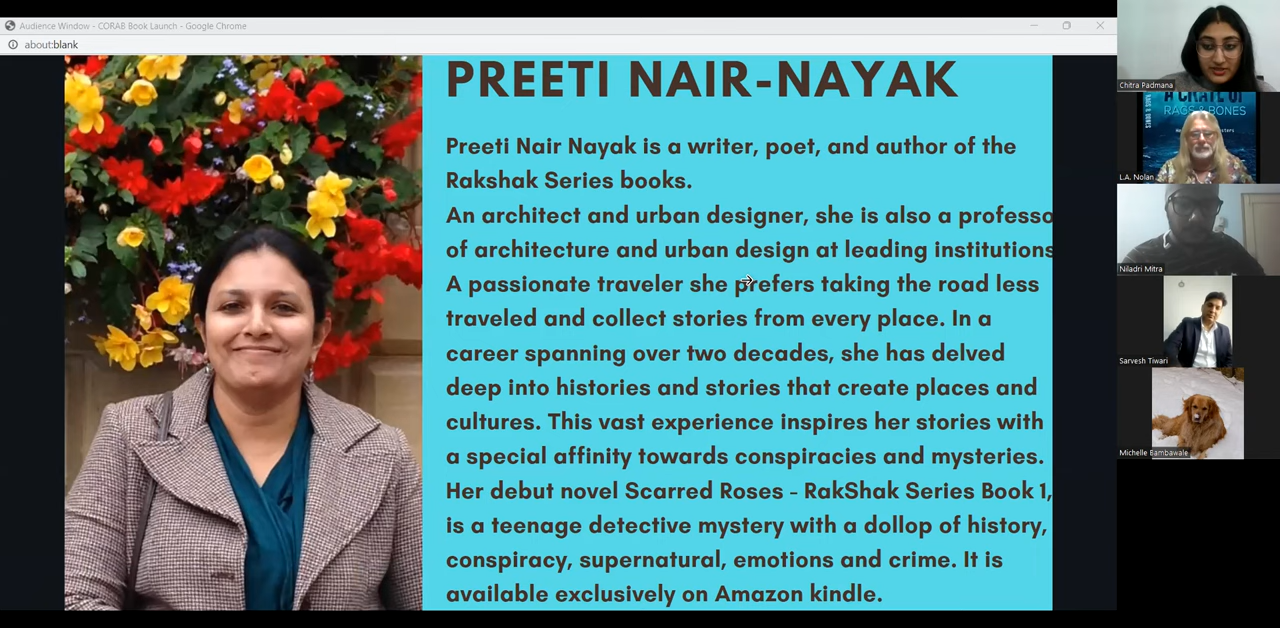 Audience Window - CORAB Book Launch - Google Chrome
about:blank
PREETI NAIR-NAYAK
Preeti Nair Nayak is a writer, poet, and author of the
Rakshak Series books.
An architect and urban designer, she is also a professo
of architecture and urban design at leading institutions
A passionate traveler she prefers taking the road less
traveled and collect stories from every place. In a
career spanning over two decades, she has delved
deep into histories and stories that create places and
cultures. This vast experience inspires her stories with
a special affinity towards conspiracies and mysteries.
Her debut novel Scarred Roses - RakShak Series Book 1,
is a teenage detective mystery with a dollop of history,
conspiracy, supernatural, emotions and crime. It is
available exclusively on Amazon kindle.
Chitra Padmana
A CRATE OF
RAGS & BONES
L.A. Nolan
Niladri Mitra
Sarvesh Tiwari
Michelle Bambawale